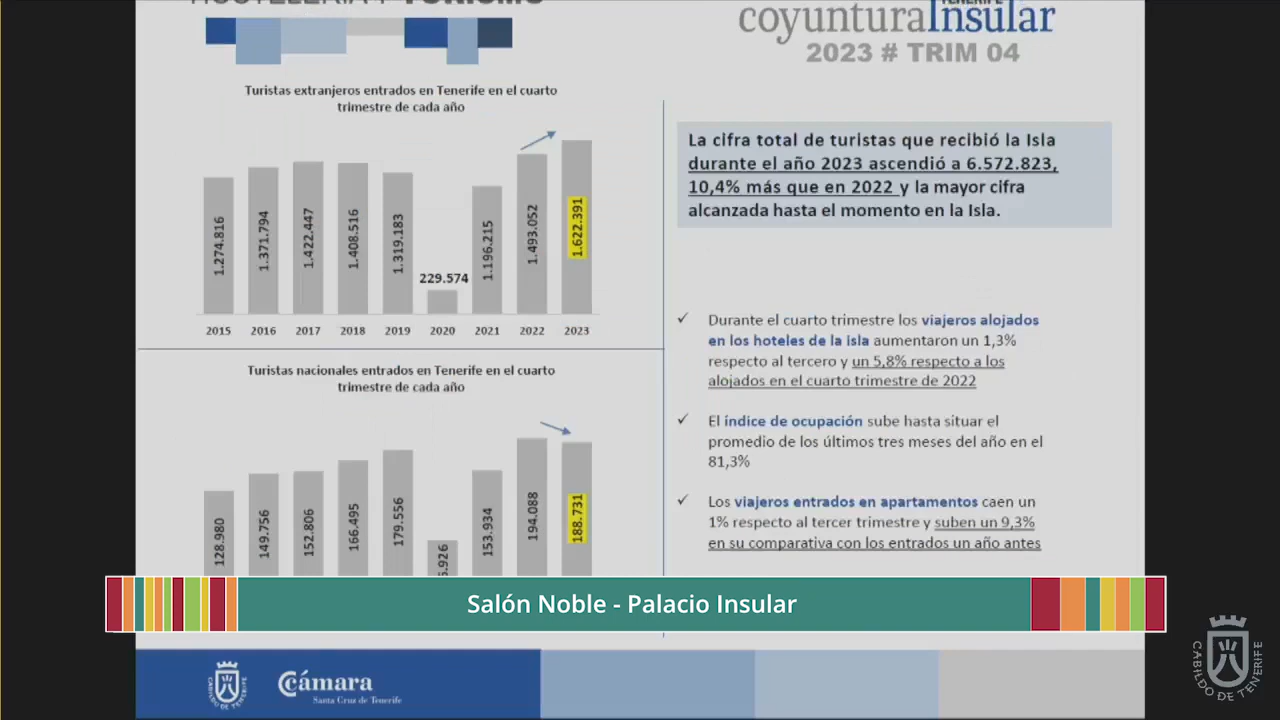 HOSTELERÍA Y TURISMO
TENERIFE
coyunturaInsular
2023 # TRIM 04
Turistas extranjeros entrados en Tenerife en el cuarto
trimestre de cada año
1.274.816
1.371.794
1.422.447
1.408.516
1.319.183
229.574
1.196.215
1.493.052
1.622.391
2015 2016 2017 2018 2019 2020 2021 2022 2023
Turistas nacionales entrados en Tenerife en el cuarto
trimestre de cada año
128.980
149.756
152.806
166.495
179.556
.926
153.934
194.088
188.731
La cifra total de turistas que recibió la Isla
durante el año 2023 ascendió a 6.572.823,
10,4% más que en 2022 y la mayor cifra
alcanzada hasta el momento en la Isla.
✓ Durante el cuarto trimestre los viajeros alojados
en los hoteles de la isla aumentaron un 1,3%
respecto al tercero y un 5,8% respecto a los
alojados en el cuarto trimestre de 2022
✓ El índice de ocupación sube hasta situar el
promedio de los últimos tres meses del año en el
81,3%
✓ Los viajeros entrados en apartamentos caen un
1% respecto al tercer trimestre y suben un 9,3%
en su comparativa con los entrados un año antes
Salón Noble - Palacio Insular
CABILDO DE TENERIFE
Cámara
Santa Cruz de Tenerife
CABILDO DE TENERIFE